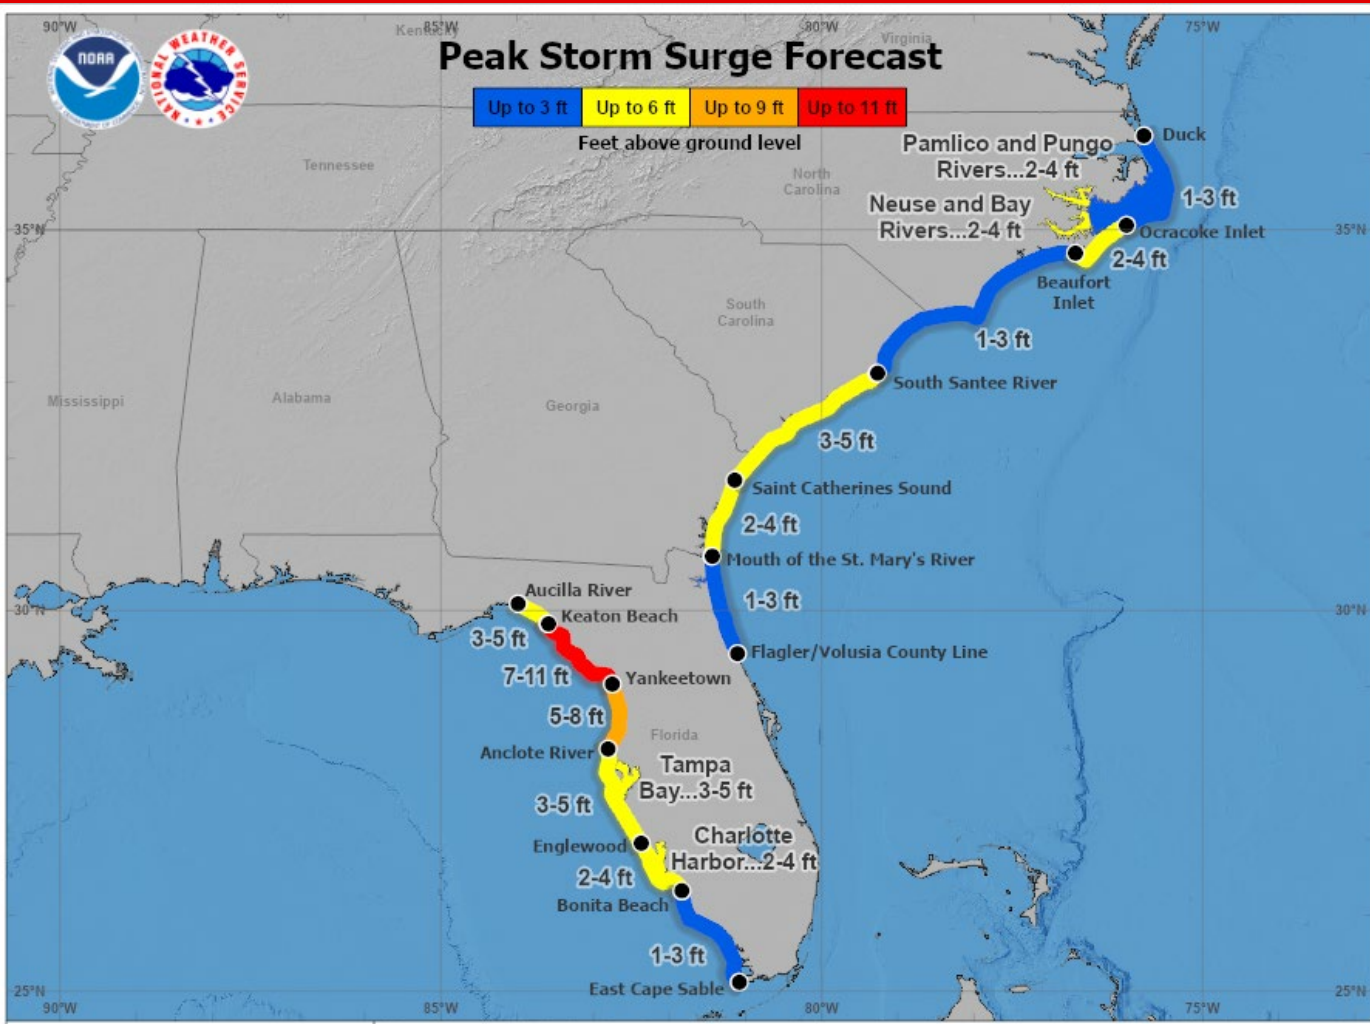 90°W
85°W
80°W
75°W
Kentucky
Virginia
NOAA
NATIONAL WEATHER SERVICE
Peak Storm Surge Forecast
Up to 3 ft
Up to 6 ft
Up to 9 ft
Up to 11 ft
Feet above ground level
Duck
Pamlico and Pungo
Rivers...2-4 ft
Tennessee
North
Carolina
1-3 ft
Neuse and Bay
Rivers...2-4 ft
35°N
35°N
Ocracoke Inlet
2-4 ft
Beaufort
Inlet
South
Carolina
1-3 ft
South Santee River
Mississippi
Alabama
Georgia
3-5 ft
Saint Catherines Sound
2-4 ft
Mouth of the St. Mary's River
Aucilla River
1-3 ft
30°N
30°N
Keaton Beach
3-5 ft
Flagler/Volusia County Line
7-11 ft
Yankeetown
5-8 ft
Florida
Anclote River
Tampa
Bay...3-5 ft
3-5 ft
Charlotte
Harbor...2-4 ft
Englewood
2-4 ft
Bonita Beach
1-3 ft
East Cape Sable
25°N
25°N
90°W
85°W
80°W
75°W